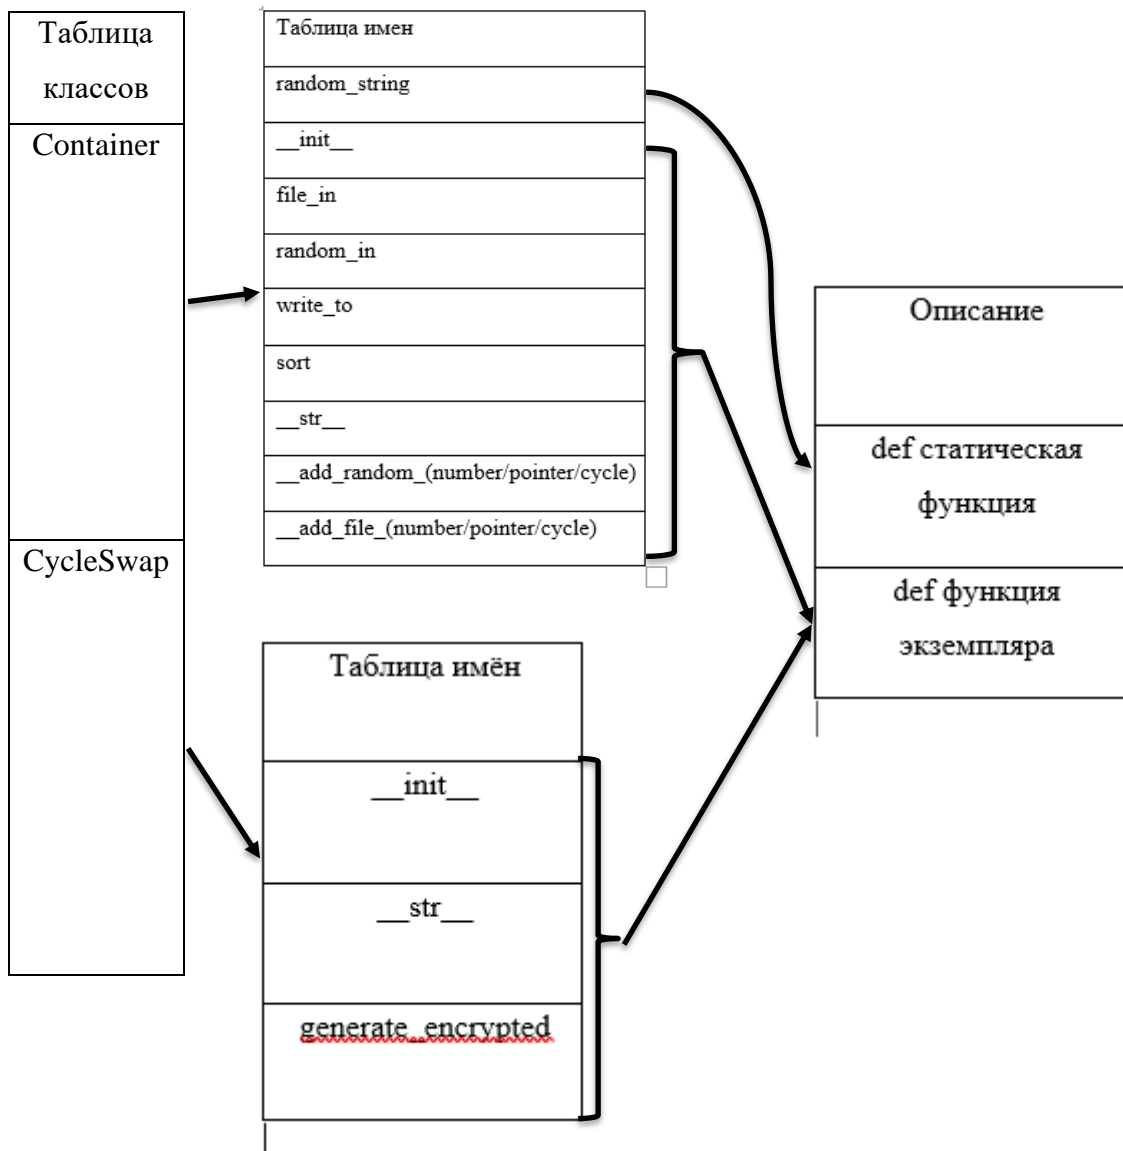 Таблица
классов
Container
CycleSwap
Таблица имен
random_string
__init__
file_in
random_in
write_to
sort
__str__
__add_random_(number/pointer/cycle)
__add_file_(number/pointer/cycle)
Таблица имён
__init__
__str__
generate_encrypted
Описание
def статическая
функция
def функция
экземпляра